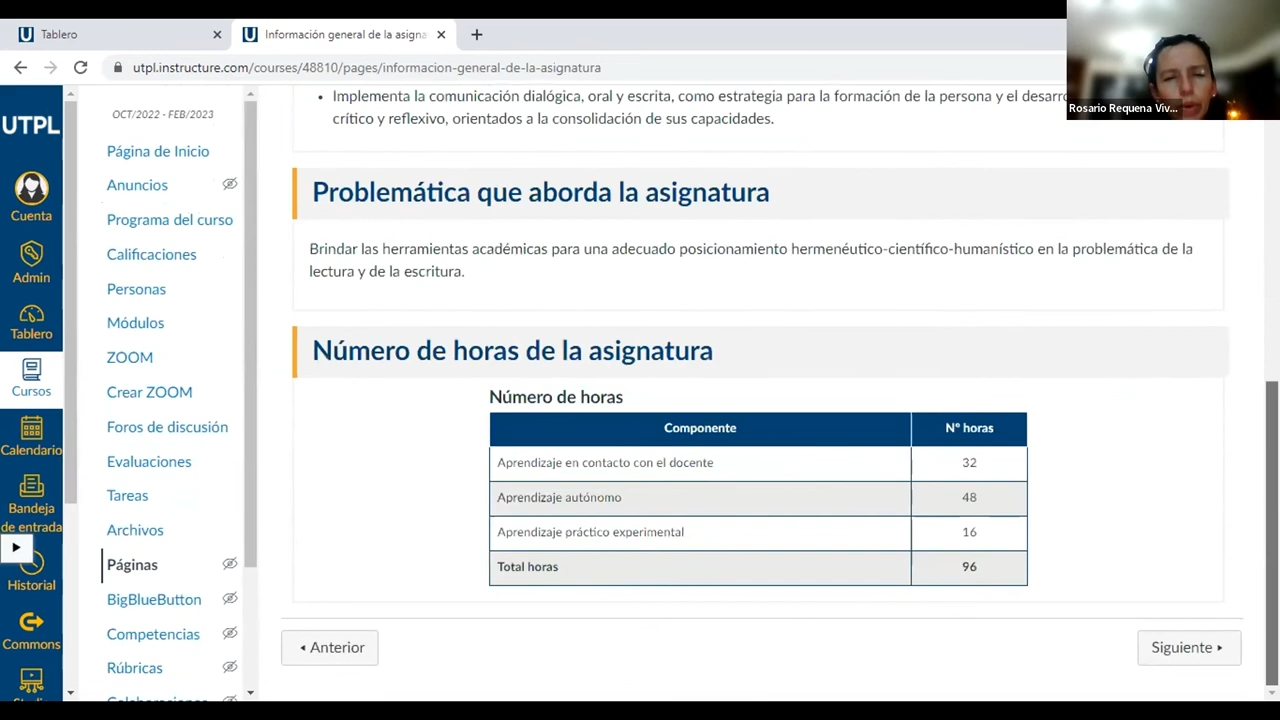 Tablero
Información general de la asigna
utpl.instructure.com/courses/48810/pages/informacion-general-de-la-asignatura
Rosario Requena Viv...
UTPL
Cuenta
Admin
Tablero
Cursos
Calendario
Bandeja
de entrada
Historial
Commons
OCT/2022 - FEB/2023
Página de Inicio
Anuncios
Programa del curso
Calificaciones
Personas
Módulos
ZOOM
Crear ZOOM
Foros de discusión
Evaluaciones
Tareas
Archivos
Páginas
BigBlueButton
Competencias
Rúbricas
• Implementa la comunicación dialógica, oral y escrita, como estrategia para la formación de la persona y el desarro
crítico y reflexivo, orientados a la consolidación de sus capacidades.
Problemática que aborda la asignatura
Brindar las herramientas académicas para una adecuado posicionamiento hermenéutico-científico-humanístico en la problemática de la
lectura y de la escritura.
Número de horas de la asignatura
Número de horas
Componente N° horas
Aprendizaje en contacto con el docente 32
Aprendizaje autónomo 48
Aprendizaje práctico experimental 16
Total horas 96
Anterior
Siguiente